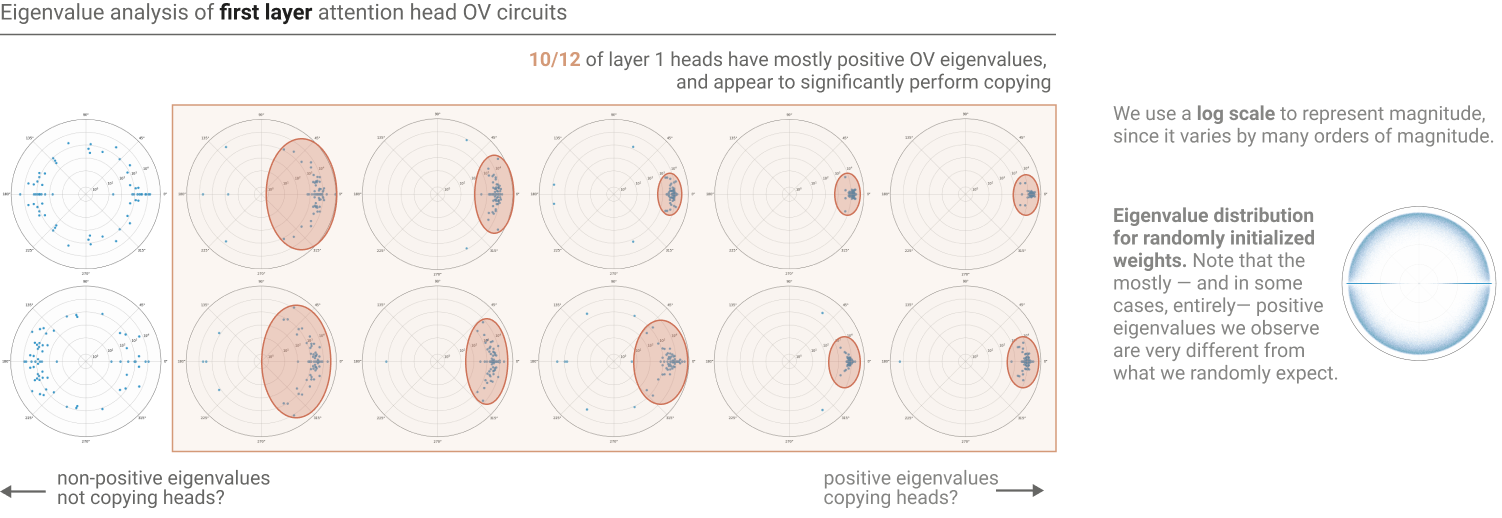 Eigenvalue analysis of first layer attention head OV circuits
10/12 of layer 1 heads have mostly positive OV eigenvalues,
and appear to significantly perform copying
We use a log scale to represent magnitude,
since it varies by many orders of magnitude.
Eigenvalue distribution
for randomly initialized
weights. Note that the
mostly — and in some
cases, entirely— positive
eigenvalues we observe
are very different from
what we randomly expect.
non-positive eigenvalues
not copying heads?
positive eigenvalues
copying heads?